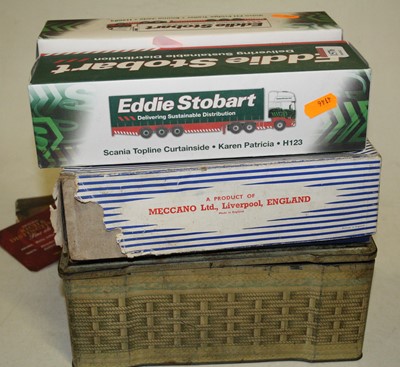 Eddie Stobart
Delivering Sustainable Distribution
Eddie Stobart
Delivering Sustainable Distribution
Scania Topline Curtainside • Karen Patricia • H123
A PRODUCT OF
MECCANO Ltd., Liverpool, ENGLAND